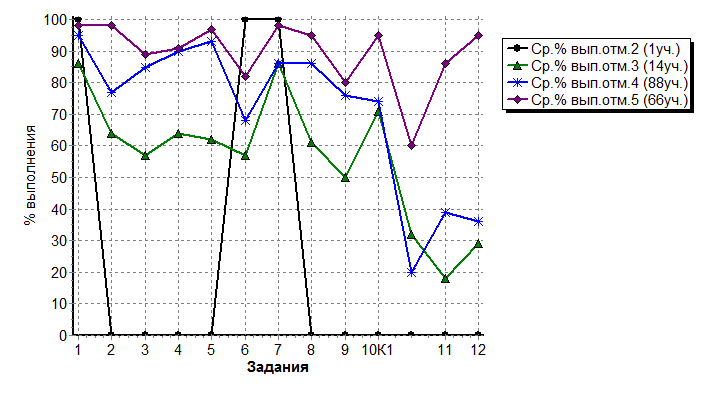 100
90
80
70
60
50
40
30
20
10
0
% выполнения
1 2 3 4 5 6 7 8 9 10К1 11 12
Задания
Ср.% вып.отм.2 (1уч.)
Ср.% вып.отм.3 (14уч.)
Ср.% вып.отм.4 (88уч.)
Ср.% вып.отм.5 (66уч.)